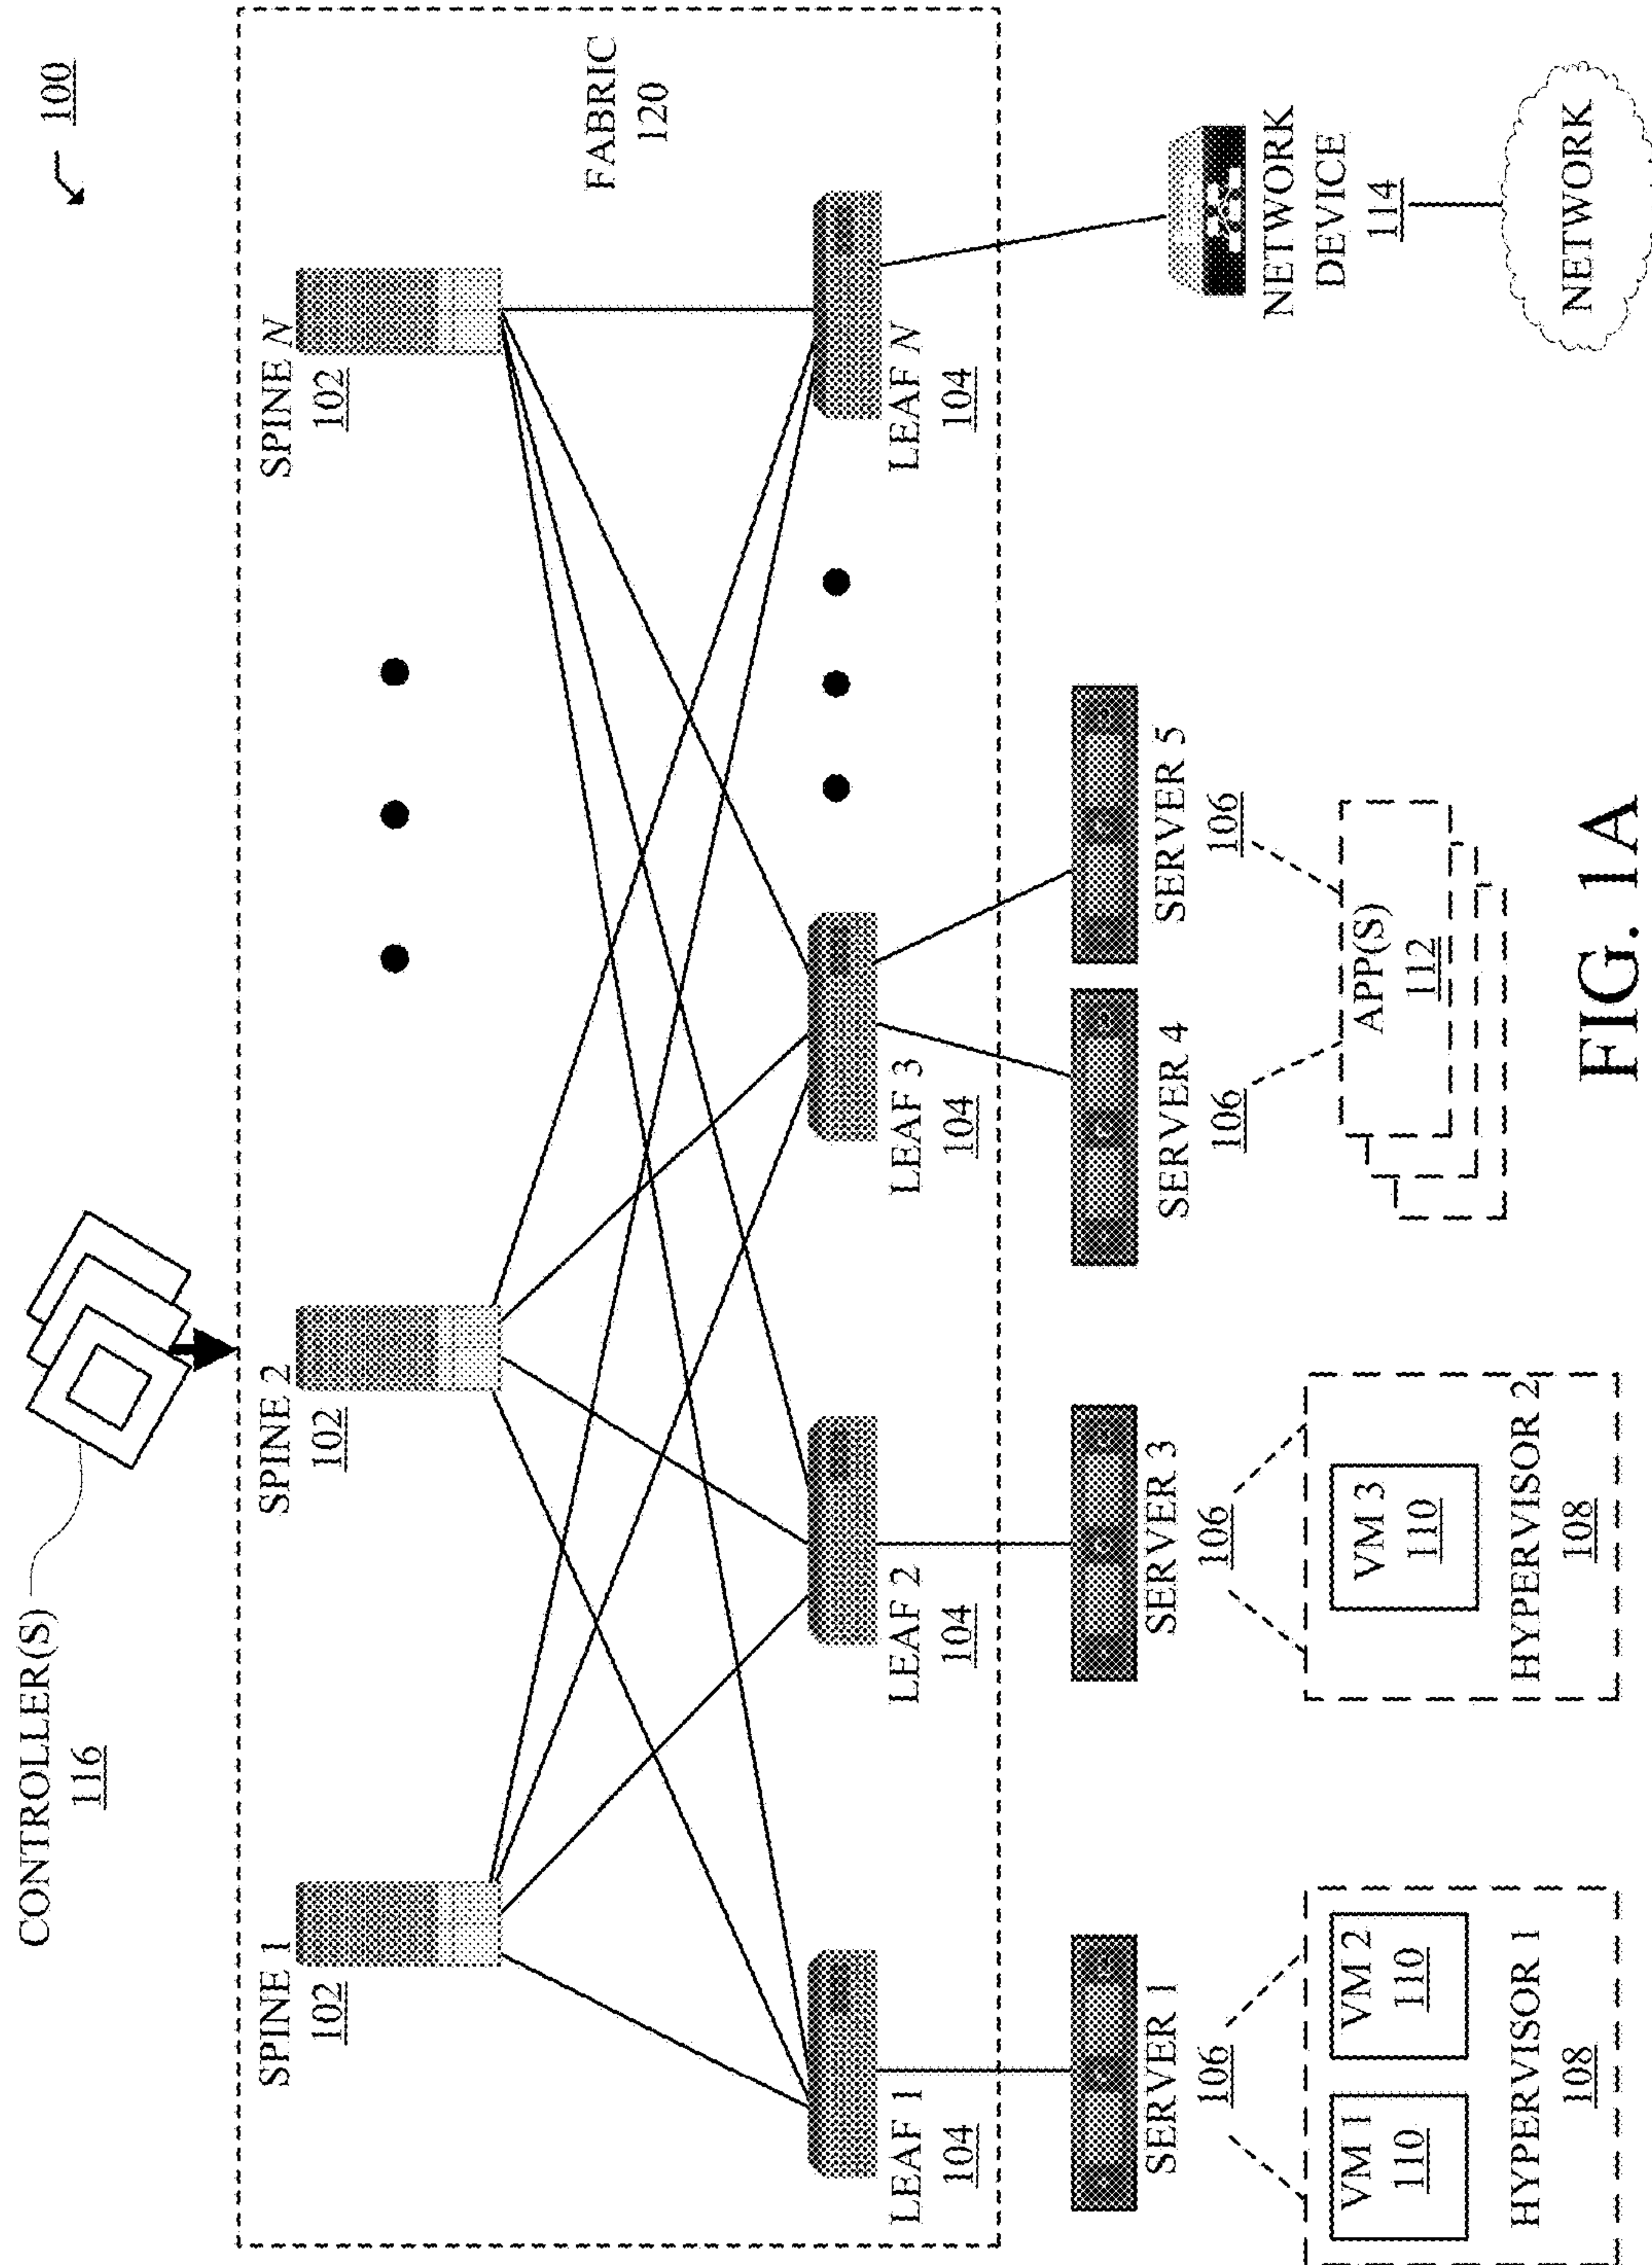 100
CONTROLLER(S)
116
SPINE 1
102
SPINE 2
102
SPINE N
102
FABRIC
120
LEAF 1
104
LEAF 2
104
LEAF 3
104
LEAF N
104
SERVER 1
106
SERVER 3
106
SERVER 4
106
SERVER 5
106
NETWORK
DEVICE
114
VM 1
110
VM 2
110
HYPERVISOR 1
108
VM 3
110
HYPERVISOR 2
108
APP(S)
112
NETWORK
FIG. 1A